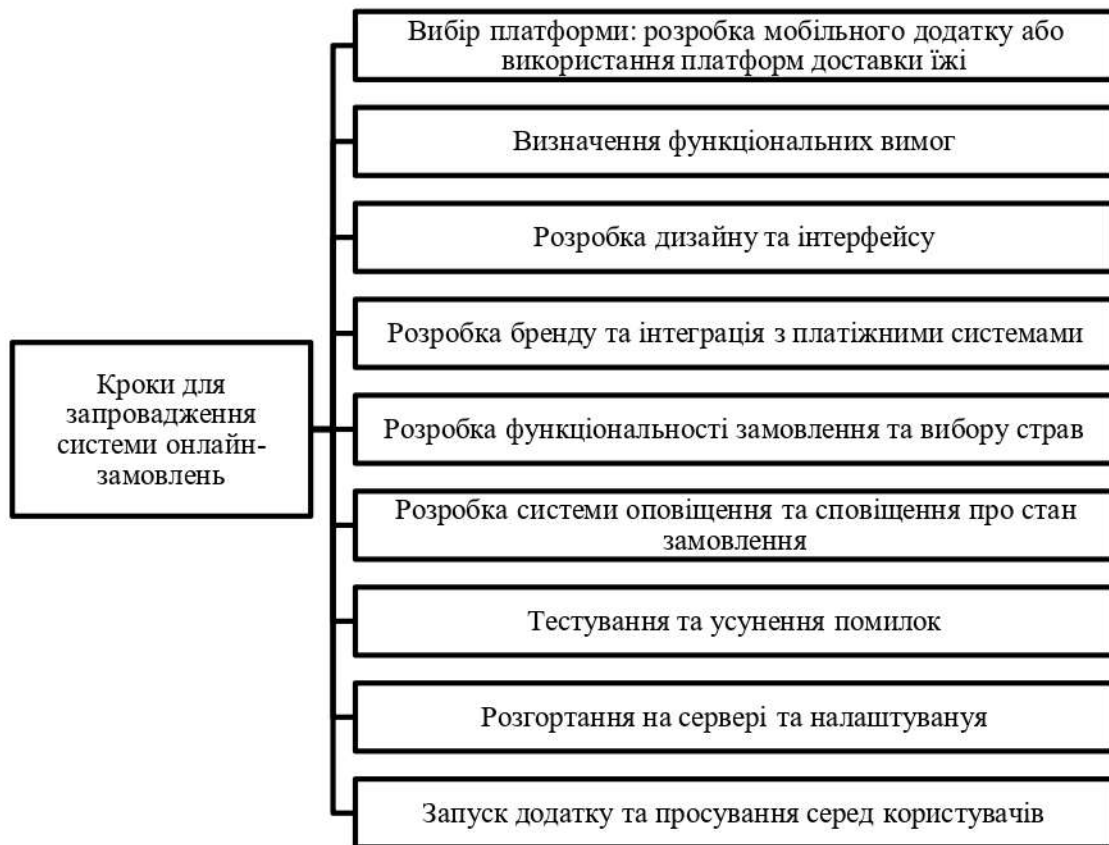 Вибір платформи: розробка мобільного додатку або
використання платформ доставки їжі
Визначення функціональних вимог
Розробка дизайну та інтерфейсу
Розробка бренду та інтеграція з платіжними системами
Кроки для
запровадження
системи онлайн-
замовлень
Розробка функціональності замовлення та вибору страв
Розробка системи оповіщення та сповіщення про стан
замовлення
Тестування та усунення помилок
Розгортання на сервері та налаштувануя
Запуск додатку та просування серед користувачів